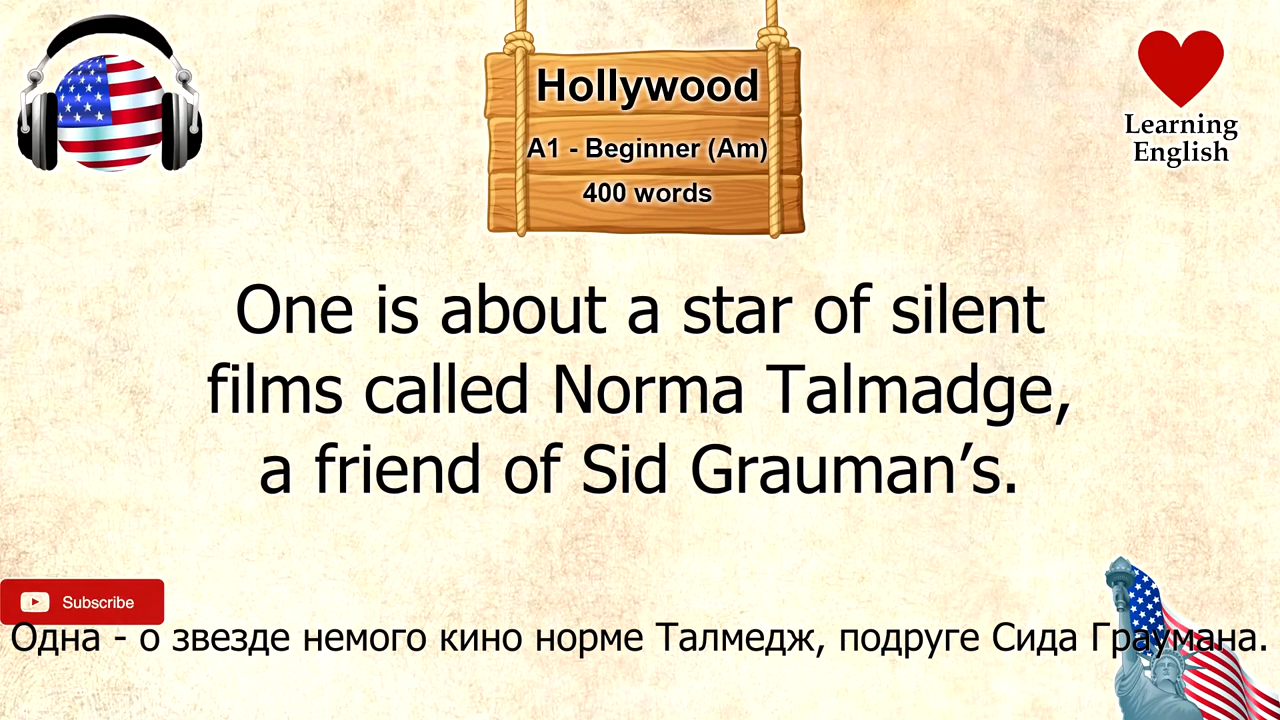 Hollywood
A1 - Beginner (Am)
400 words
Learning
English
One is about a star of silent
films called Norma Talmadge,
a friend of Sid Grauman’s.
Subscribe
Одна - о звезде немого кино норме Талмедж, подруге Сида Граумана.